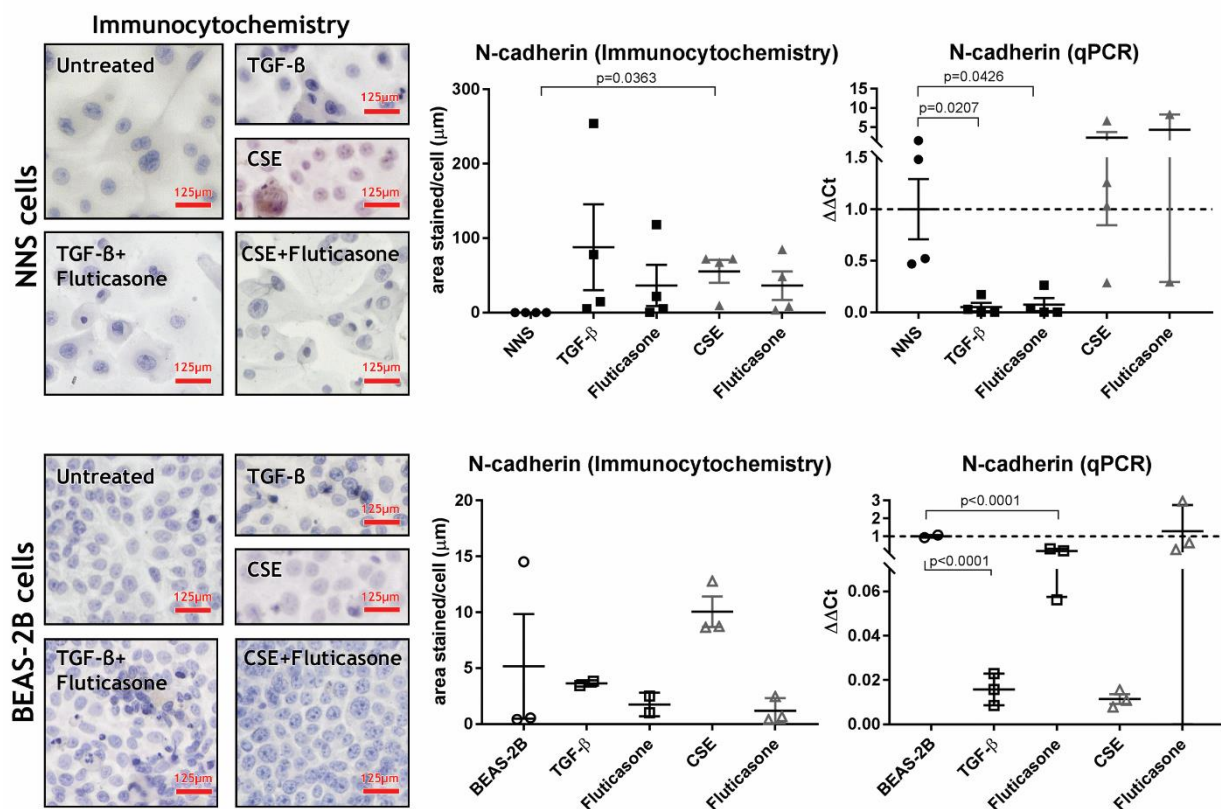 Immunocytochemistry
NNS cells
Untreated
125µm
TGF-ß
125µm
CSE
125µm
TGF-ß+
Fluticasone
125µm
CSE+Fluticasone
125µm
N-cadherin (Immunocytochemistry)
p=0.0363
area stained/cell (µm)
300
200
100
0
NNS
TGF-β
Fluticasone
CSE
Fluticasone
N-cadherin (qPCR)
p=0.0426
p=0.0207
ΔΔCt
15
10
5
1.5
1.0
0.5
0.0
NNS
TGF-β
Fluticasone
CSE
Fluticasone
BEAS-2B cells
Untreated
125µm
TGF-ß
125µm
CSE
125µm
TGF-ß+
Fluticasone
125µm
CSE+Fluticasone
125µm
N-cadherin (Immunocytochemistry)
area stained/cell (µm)
20
15
10
5
0
BEAS-2B
TGF-β
Fluticasone
CSE
Fluticasone
N-cadherin (qPCR)
p<0.0001
p<0.0001
ΔΔCt
3
2
1
0.06
0.04
0.02
0.00
BEAS-2B
TGF-β
Fluticasone
CSE
Fluticasone